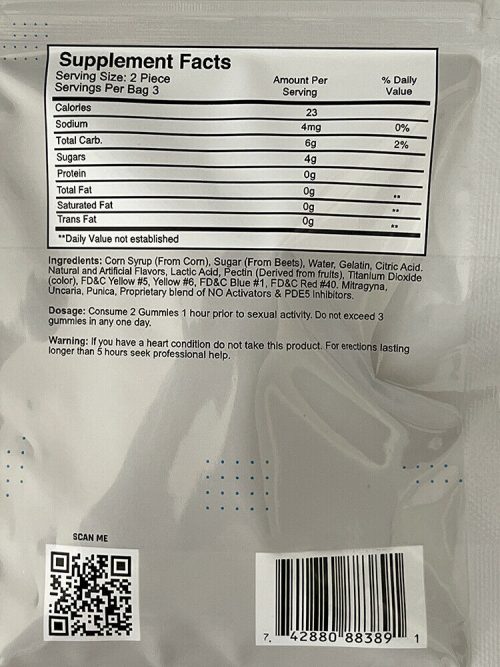 Supplement Facts
Serving Size: 2 Piece
Servings Per Bag 3
Amount Per Serving
% Daily Value
Calories 23
Sodium 4mg 0%
Total Carb. 6g 2%
Sugars 4g
Protein 0g
Total Fat 0g **
Saturated Fat 0g **
Trans Fat 0g **
**Daily Value not established
Ingredients: Corn Syrup (From Corn), Sugar (From Beets), Water, Gelatin, Citric Acid.
Natural and Artificial Flavors, Lactic Acid, Pectin (Derived from fruits), Titanium Dioxide
(color), FD&C Yellow #5, Yellow #6, FD&C Blue #1, FD&C Red #40. Mitragyna,
Uncaria, Punica, Proprietary blend of NO Activators & PDE5 Inhibitors.
Dosage: Consume 2 Gummies 1 hour prior to sexual activity. Do not exceed 3
gummies in any one day.
Warning: If you have a heart condition do not take this product. For erections lasting
longer than 5 hours seek professional help.
SCAN ME
7. 42880 88389 1